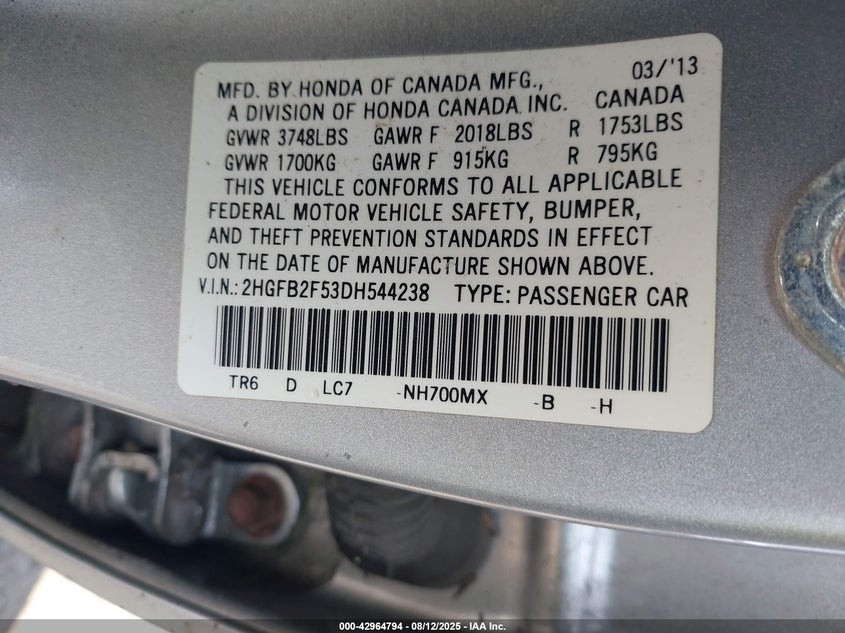 MFD. BY HONDA OF CANADA MFG., 03/'13
A DIVISION OF HONDA CANADA INC. CANADA
GVWR 3748LBS GAWR F 2018LBS R 1753LBS
GVWR 1700KG GAWR F 915KG R 795KG
THIS VEHICLE CONFORMS TO ALL APPLICABLE
FEDERAL MOTOR VEHICLE SAFETY, BUMPER,
AND THEFT PREVENTION STANDARDS IN EFFECT
ON THE DATE OF MANUFACTURE SHOWN ABOVE.
V.I.N.: 2HGFB2F53DH544238 TYPE: PASSENGER CAR
TR6 D LC7 -NH700MX -B -H
000-42964794 - 08/12/2025 - IAA Inc.